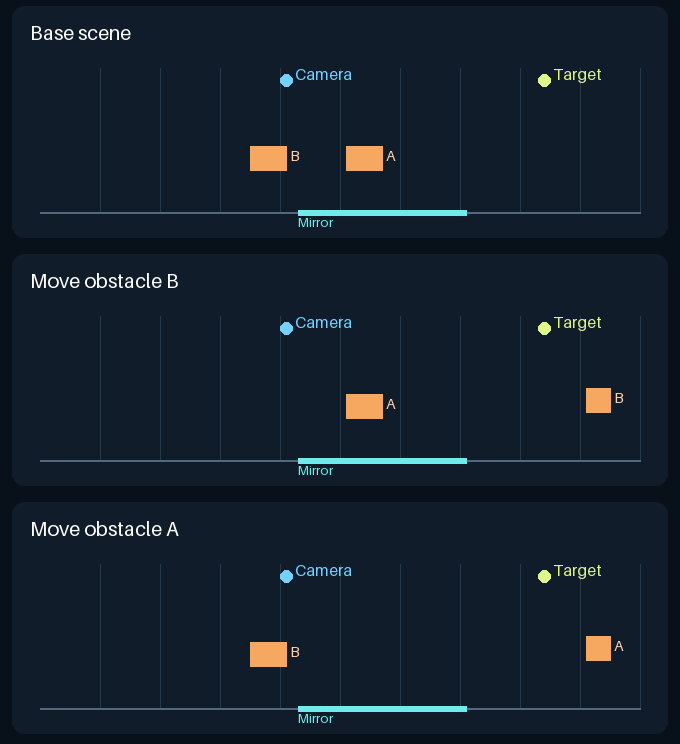 Base scene
Camera
Target
B
A
Mirror
Move obstacle B
Camera
Target
B
A
Mirror
Move obstacle A
Camera
Target
A
B
Mirror